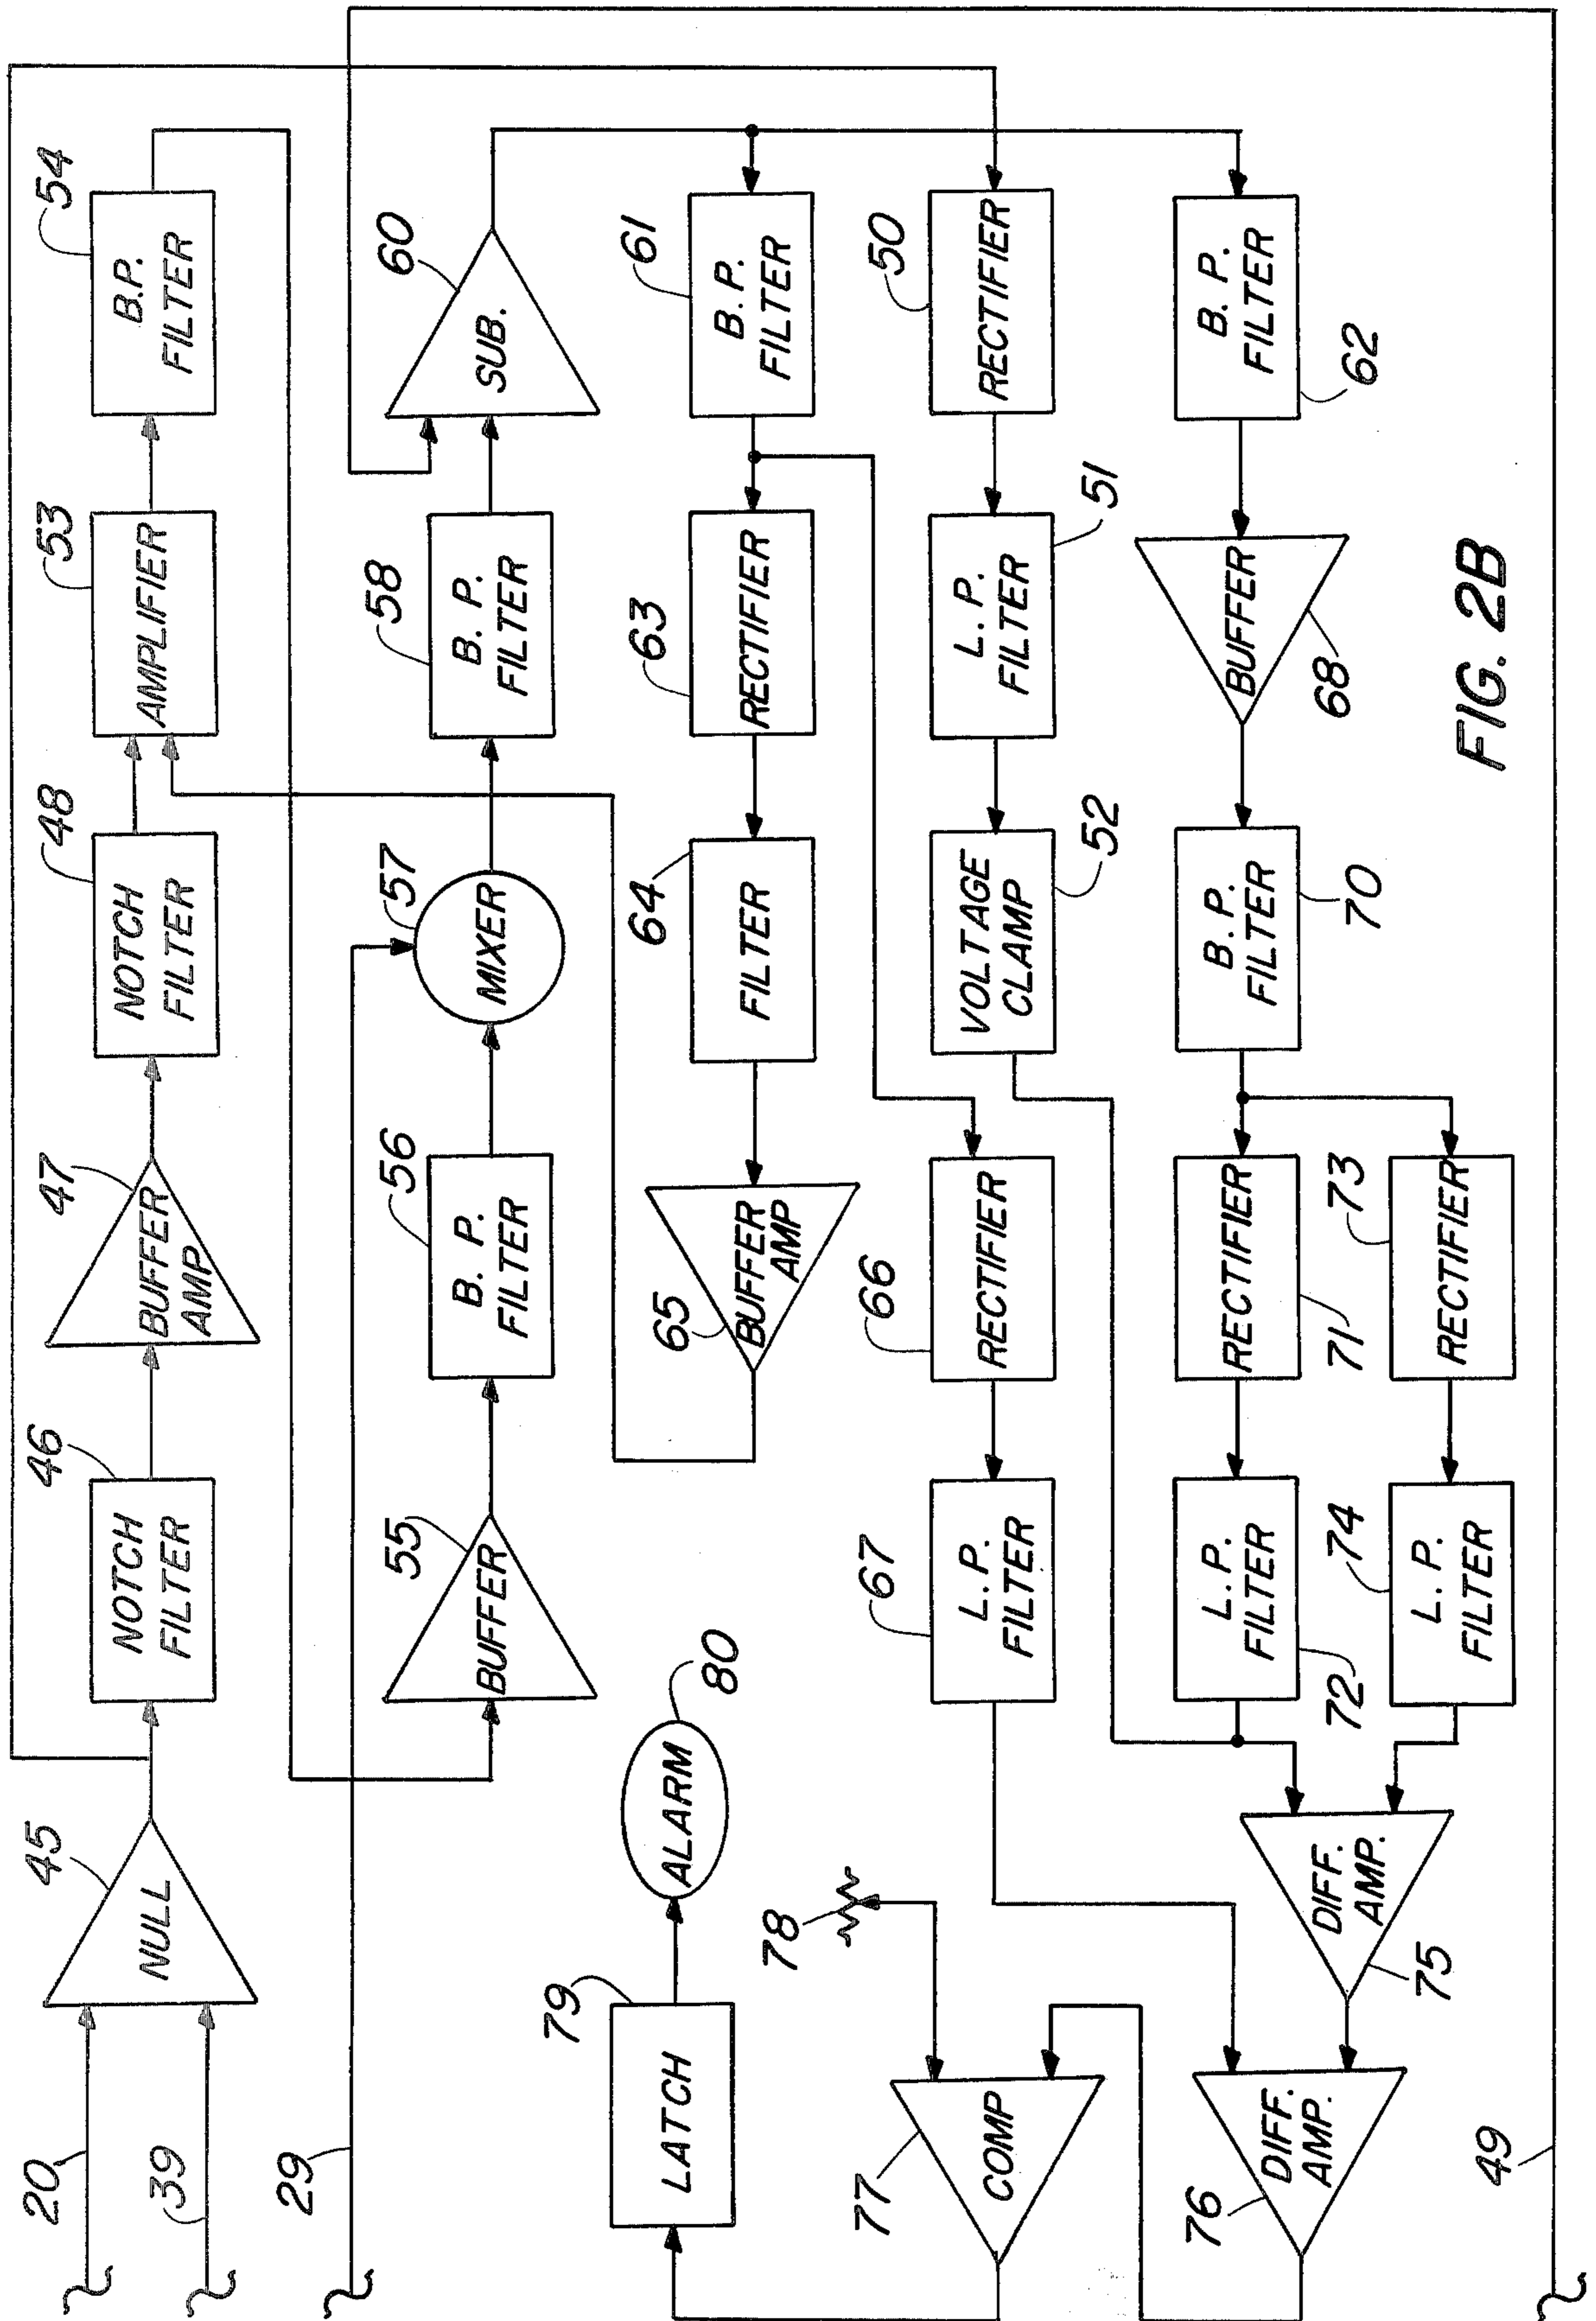 20
39
45
NULL
46
NOTCH
FILTER
47
BUFFER
AMP
48
NOTCH
FILTER
53
AMPLIFIER
54
B.P.
FILTER
29
55
BUFFER
56
B. P.
FILTER
57
MIXER
58
B. P.
FILTER
60
SUB.
79
LATCH
80
ALARM
65
BUFFER
AMP
64
FILTER
63
RECTIFIER
61
B. P.
FILTER
77
COMP
78
67
L. P.
FILTER
66
RECTIFIER
VOLTAGE
CLAMP
52
L. P.
FILTER
51
50
RECTIFIER
76
DIFF.
AMP.
75
DIFF.
AMP.
L. P.
FILTER
72
RECTIFIER
71
B. P.
FILTER
70
BUFFER
68
B. P.
FILTER
62
74
L. P.
FILTER
73
RECTIFIER
49
FIG. 2B